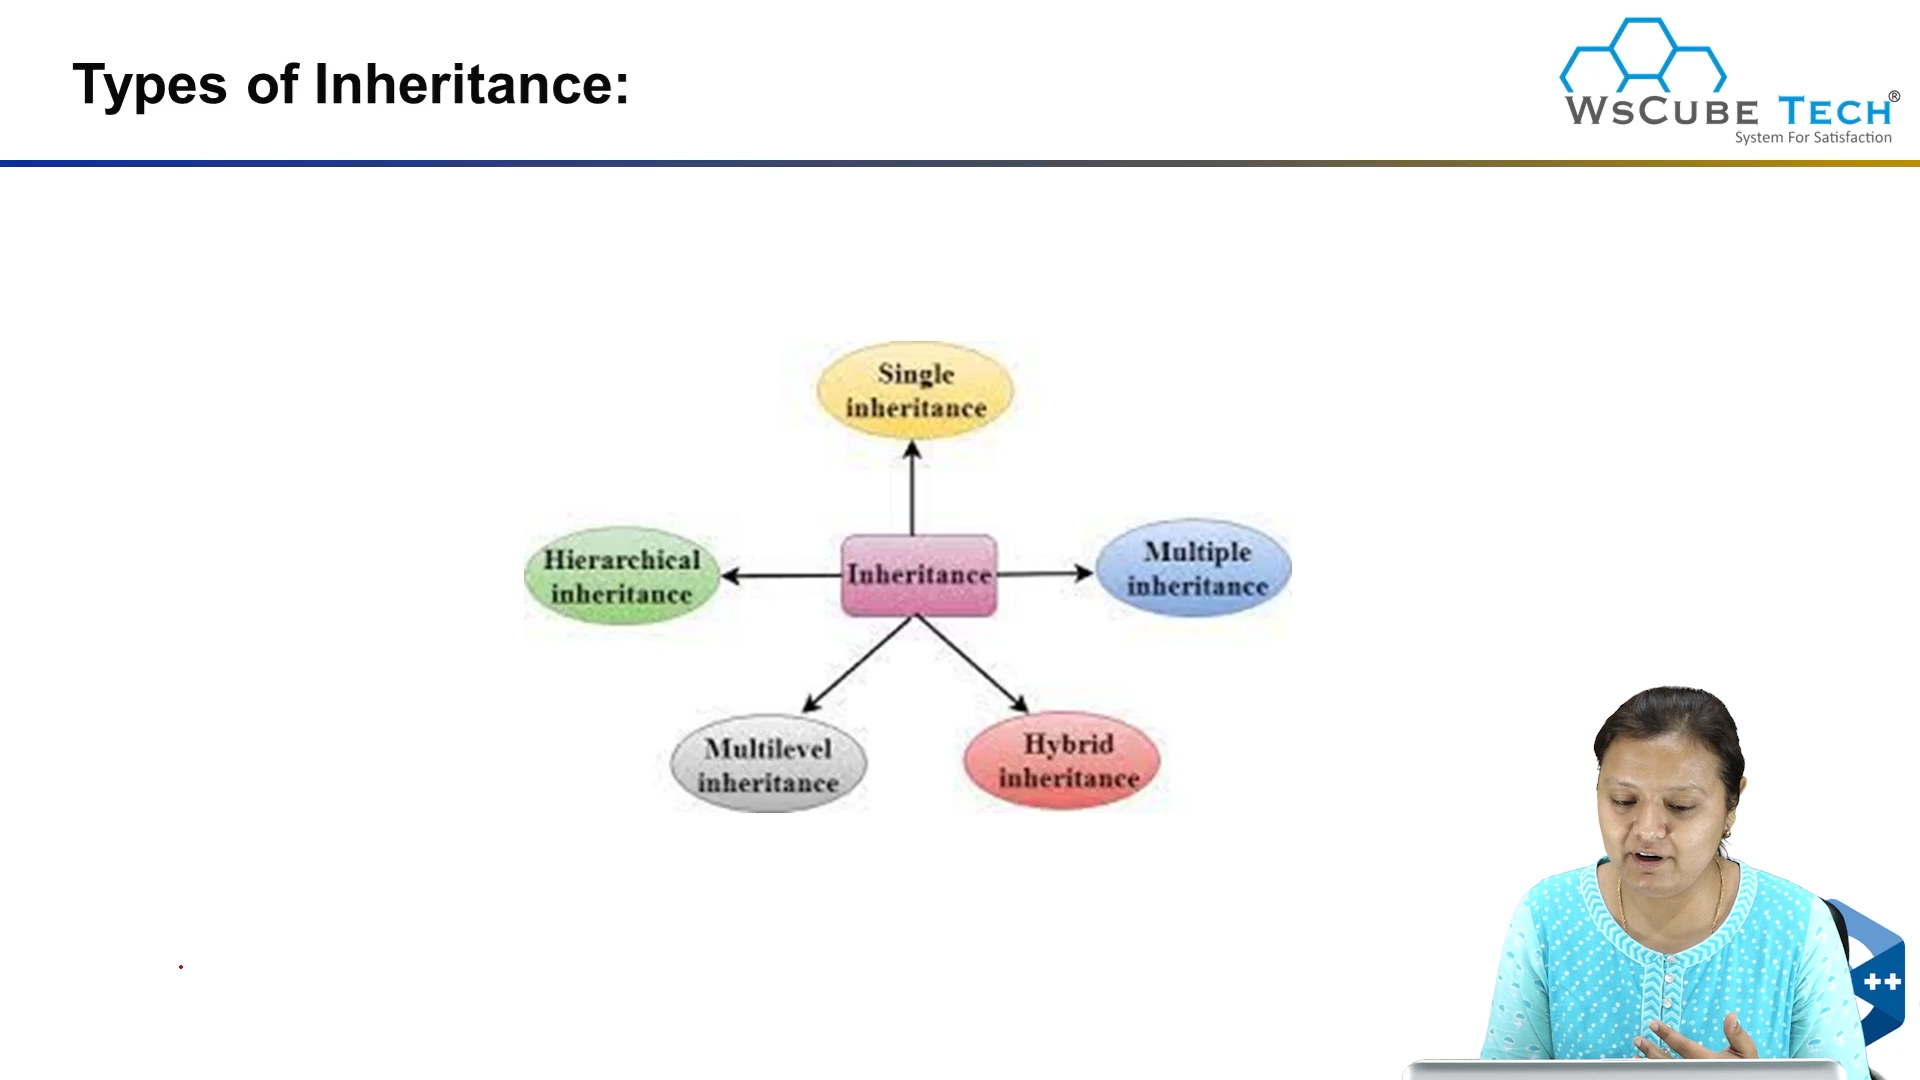 Types of Inheritance:
WSCUBE TECH®
System For Satisfaction
Single
inheritance
Hierarchical
inheritance
Inheritance
Multiple
inheritance
Multilevel
inheritance
Hybrid
inheritance
++